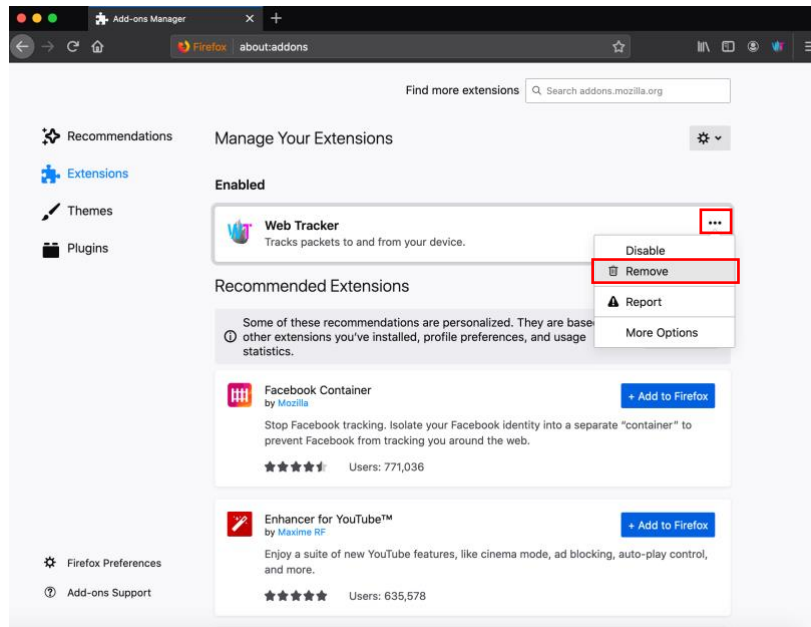 Add-ons Manager
Firefox about:addons
Find more extensions
Search addons.mozilla.org
Recommendations
Extensions
Themes
Plugins
Manage Your Extensions
Enabled
Web Tracker
Tracks packets to and from your device.
Disable
Remove
Report
More Options
Recommended Extensions
Some of these recommendations are personalized. They are base
other extensions you've installed, profile preferences, and usage
statistics.
Facebook Container
by Mozilla
+ Add to Firefox
Stop Facebook tracking. Isolate your Facebook identity into a separate “container” to
prevent Facebook from tracking you around the web.
Users: 771,036
Enhancer for YouTube™
by Maxime RF
+ Add to Firefox
Enjoy a suite of new YouTube features, like cinema mode, ad blocking, auto-play control,
and more.
Users: 635,578
Firefox Preferences
Add-ons Support